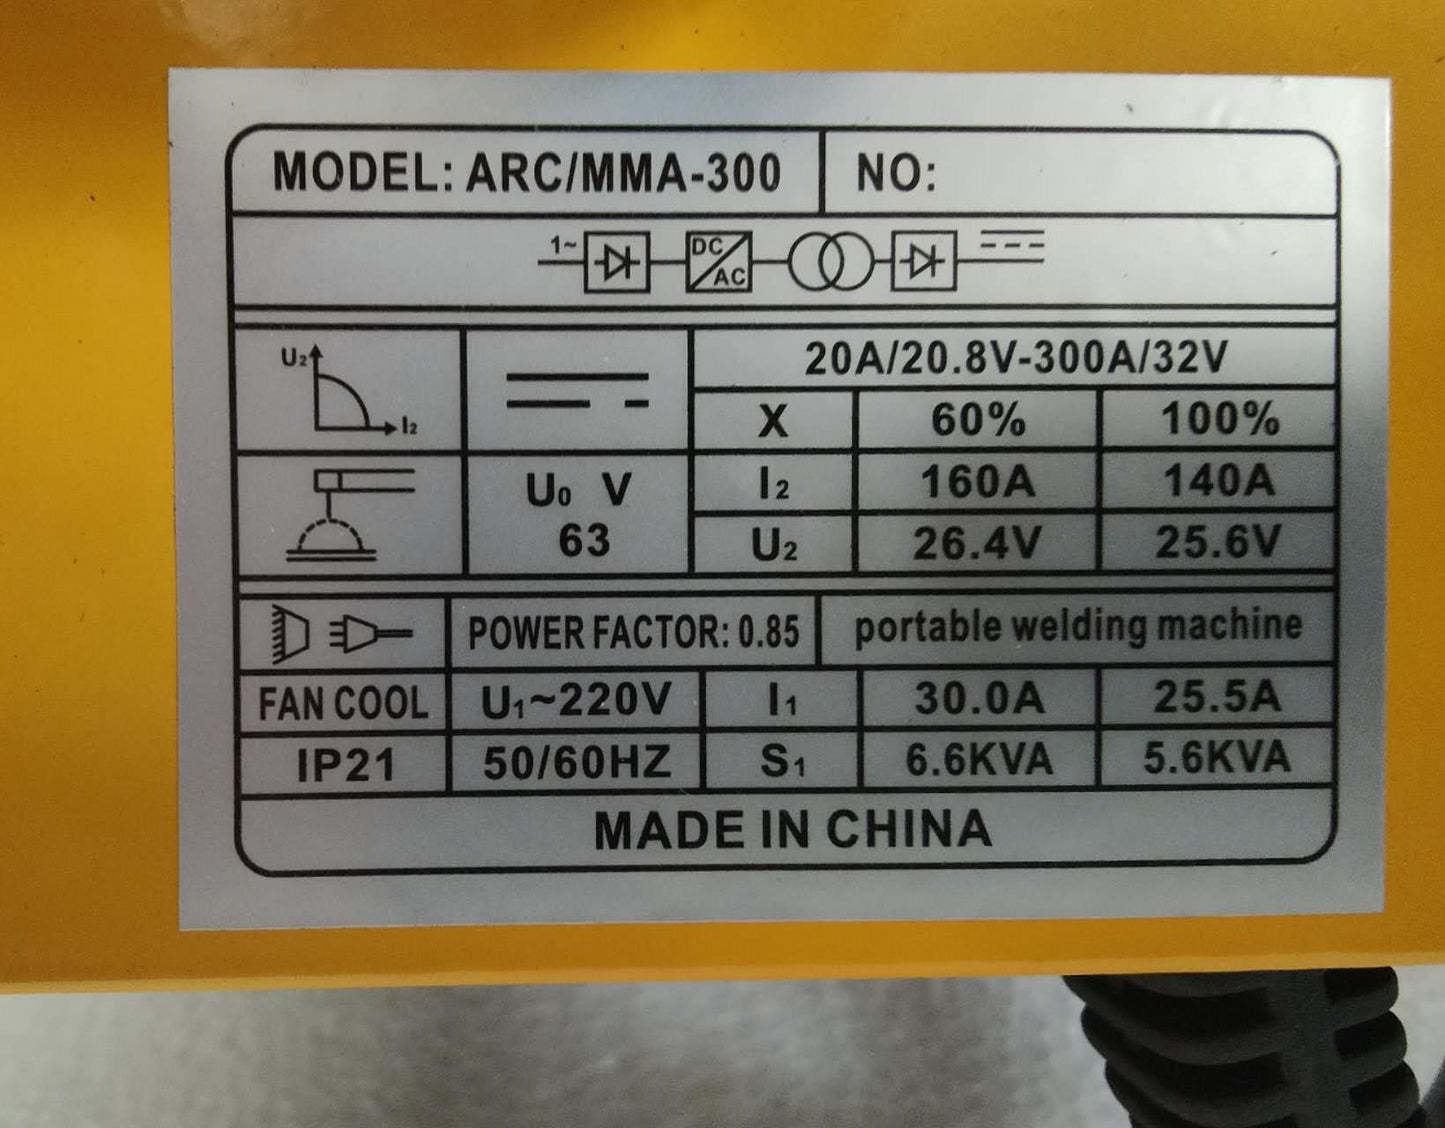 MODEL: ARC/MMA-300 NO:
1~ DC/AC
U2 I2
20A/20.8V-300A/32V
X 60% 100%
U0 V I2 160A 140A
63 U2 26.4V 25.6V
POWER FACTOR: 0.85 portable welding machine
FAN COOL U1~220V I1 30.0A 25.5A
IP21 50/60HZ S1 6.6KVA 5.6KVA
MADE IN CHINA